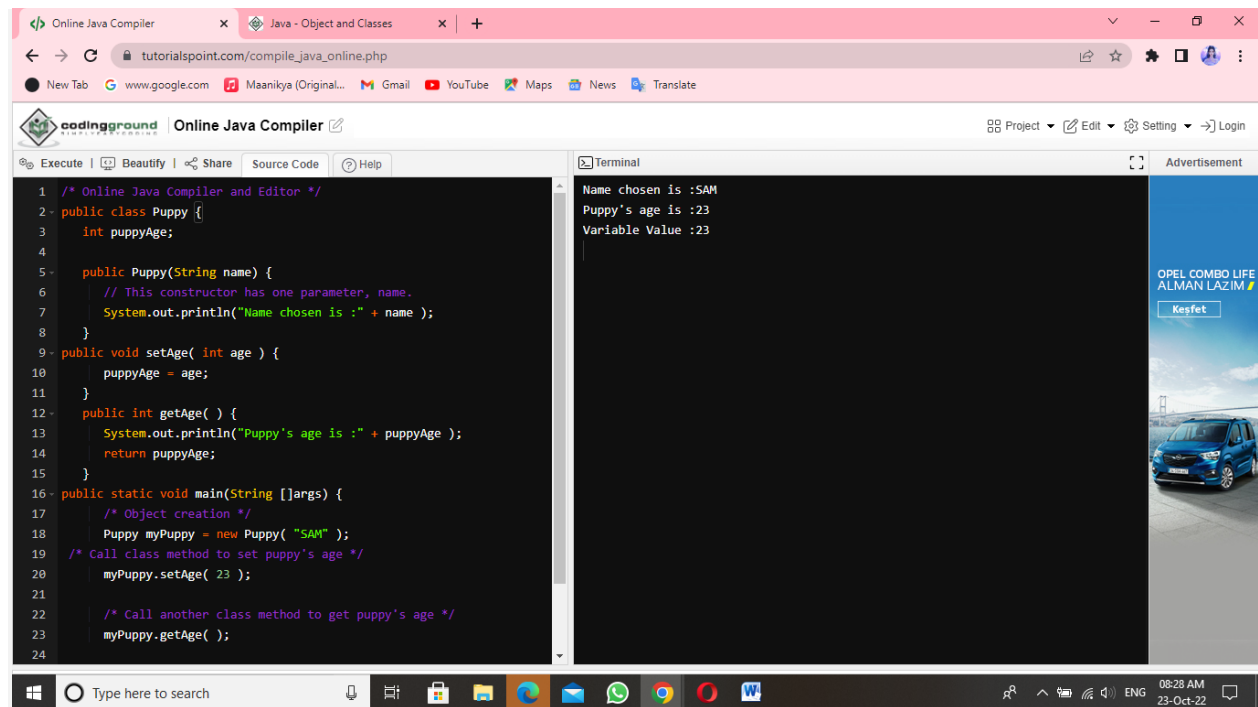 Online Java Compiler
Java - Object and Classes
tutorialspoint.com/compile_java_online.php
New Tab www.google.com Maanikya (Original... Gmail YouTube Maps News Translate
codingground Online Java Compiler
SIMPLYEASYCODING
Project Edit Setting Login
Execute | Beautify | Share Source Code Help
1 /* Online Java Compiler and Editor */
2 public class Puppy {
3 int puppyAge;
4
5 public Puppy(String name) {
6 // This constructor has one parameter, name.
7 System.out.println("Name chosen is :" + name );
8 }
9 public void setAge( int age ) {
10 puppyAge = age;
11 }
12 public int getAge( ) {
13 System.out.println("Puppy's age is :" + puppyAge );
14 return puppyAge;
15 }
16 public static void main(String []args) {
17 /* Object creation */
18 Puppy myPuppy = new Puppy( "SAM" );
19 /* Call class method to set puppy's age */
20 myPuppy.setAge( 23 );
21
22 /* Call another class method to get puppy's age */
23 myPuppy.getAge( );
24
Terminal
Name chosen is :SAM
Puppy's age is :23
Variable Value :23
Advertisement
OPEL COMBO LIFE
ALMAN LAZIM
Keşfet
Type here to search
ENG
08:28 AM
23-Oct-22